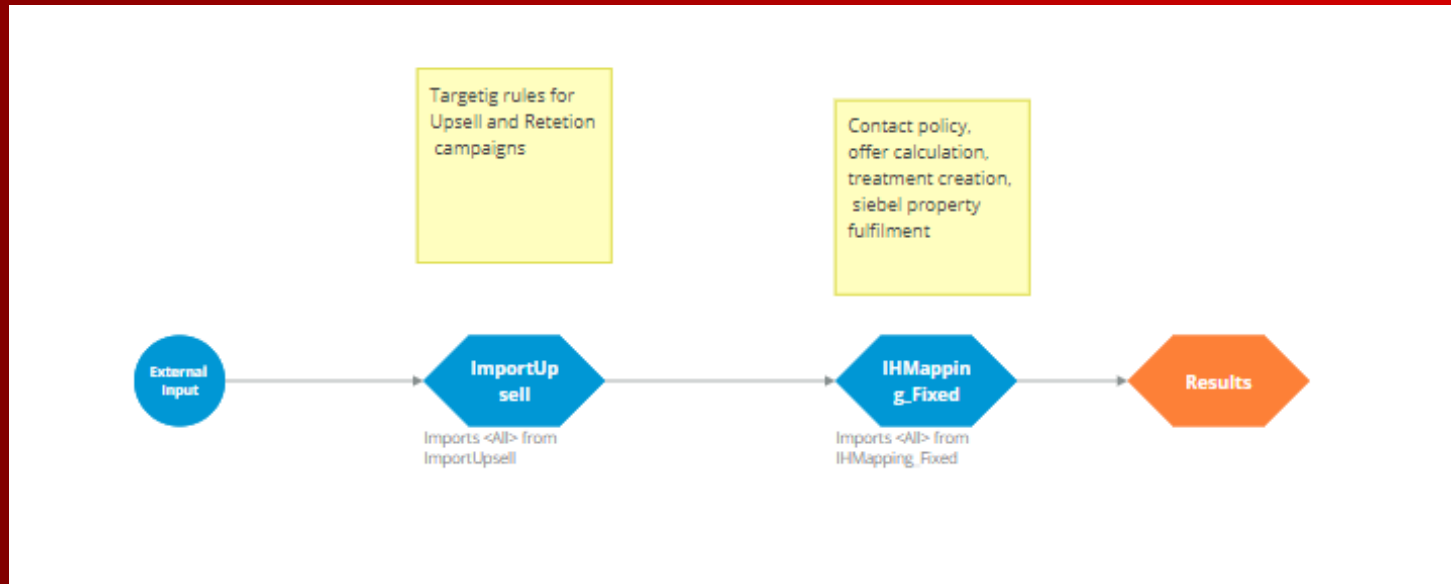 Targetig rules for
Upsell and Retetion
campaigns
Contact policy,
offer calculation,
treatment creation,
siebel property
fulfilment
External
Input
ImportUp
sell
Imports <All> from
ImportUpsell
IHMappin
g_Fixed
Imports <All> from
IHMapping_Fixed
Results